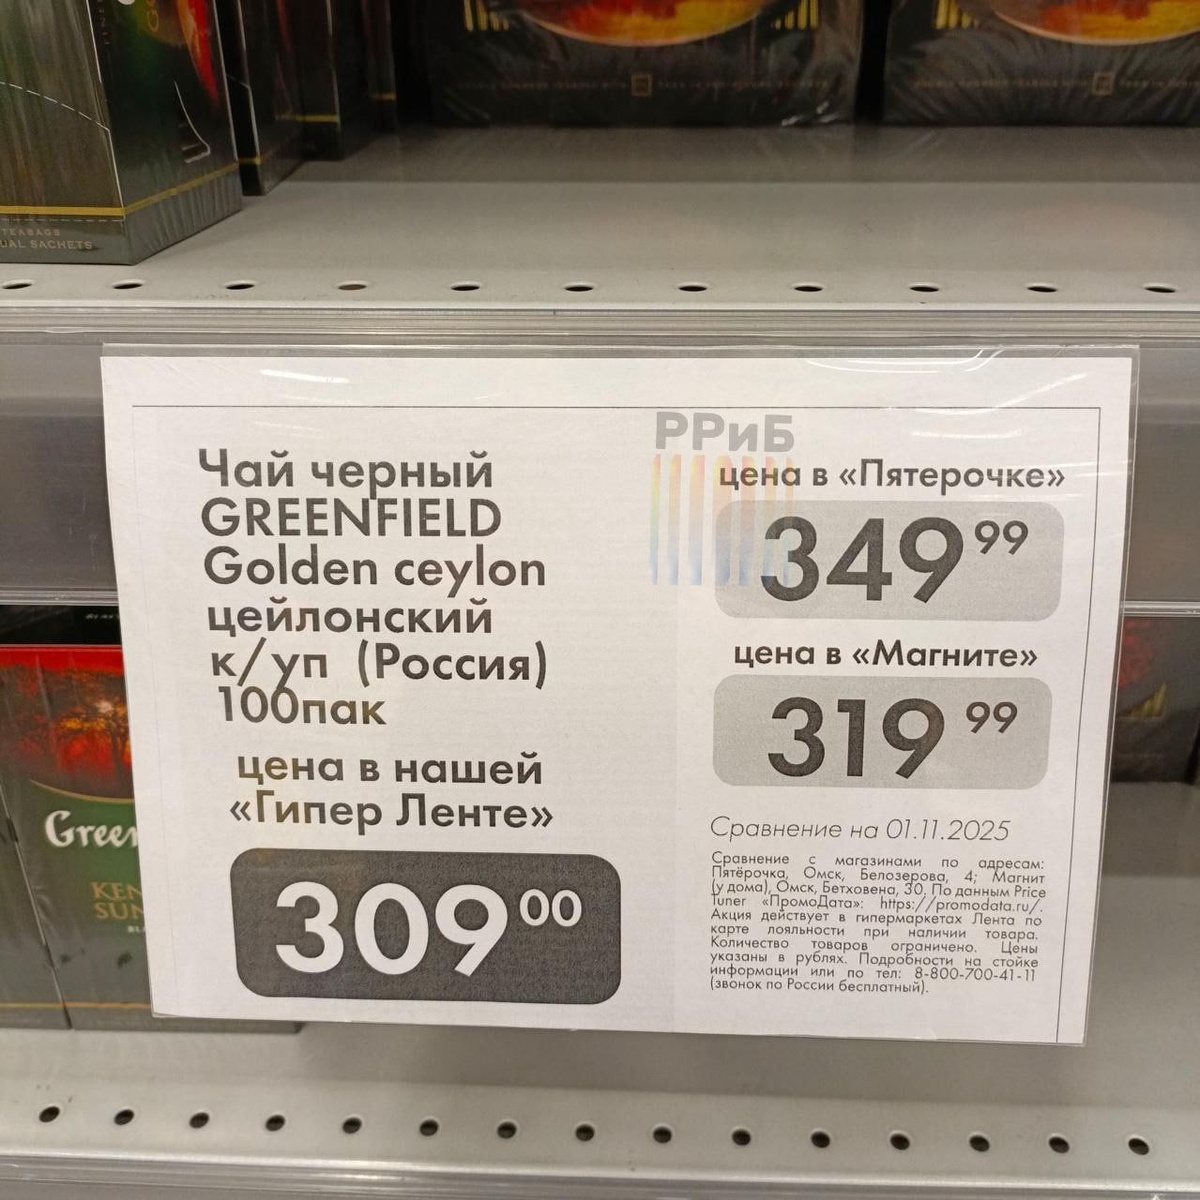 TEABAGS
UAL SACHETS
РРиБ
Чай черный
GREENFIELD
Golden ceylon
цейлонский
к/уп (Россия)
100пак
цена в нашей
«Гипер Ленте»
309 00
цена в «Пятерочке»
349 99
цена в «Магните»
319 99
Сравнение на 01.11.2025
Сравнение с магазинами по адресам:
Пятёрочка, Омск, Белозерова, 4; Магнит
(у дома), Омск, Бетховена, 30. По данным Price
Tuner «ПромоДата»: https://promodata.ru/.
Акция действует в гипермаркетах Лента по
карте лояльности при наличии товара.
Количество товаров ограничено. Цены
указаны в рублях. Подробности на стойке
информации или по тел: 8-800-700-41-11
(звонок по России бесплатный).
Green
KEN
SUN